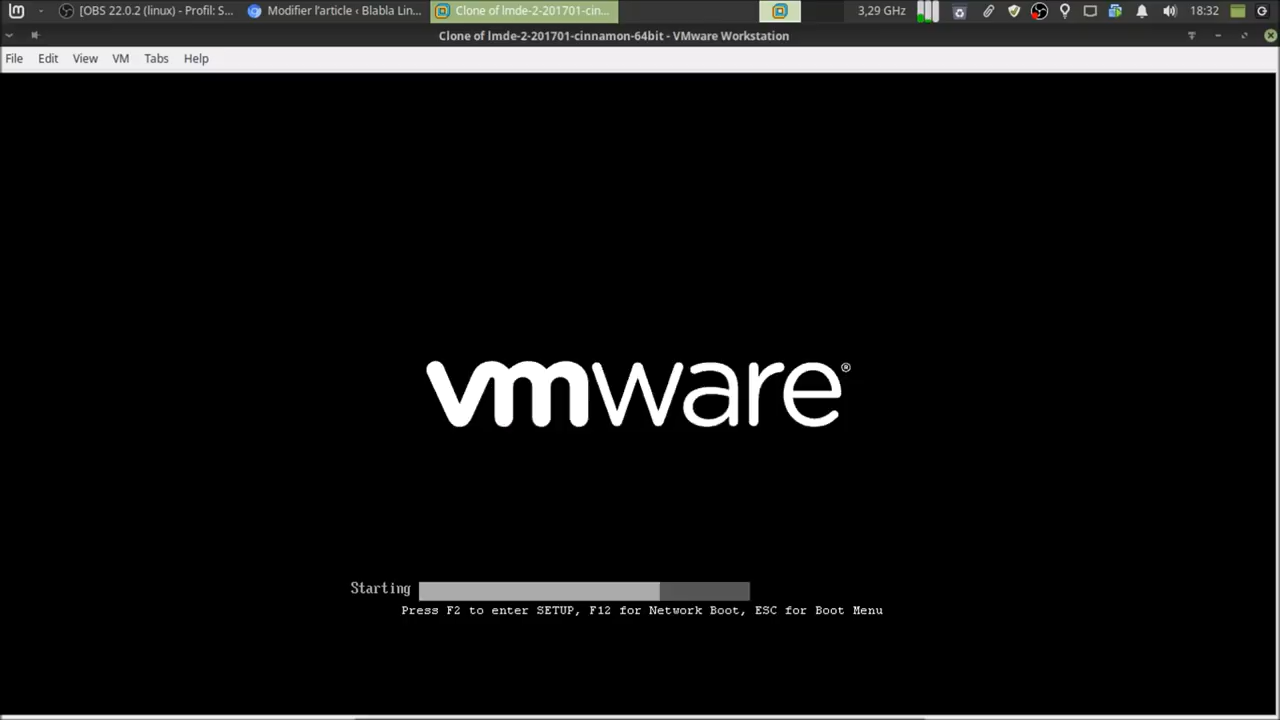 [OBS 22.0.2 (linux) - Profil: S... Modifier l'article ‹ Blabla Lin... Clone of lmde-2-201701-cin... 3,29 GHz 18:32
Clone of lmde-2-201701-cinnamon-64bit - VMware Workstation
File Edit View VM Tabs Help
vmware®
Starting
Press F2 to enter SETUP, F12 for Network Boot, ESC for Boot Menu